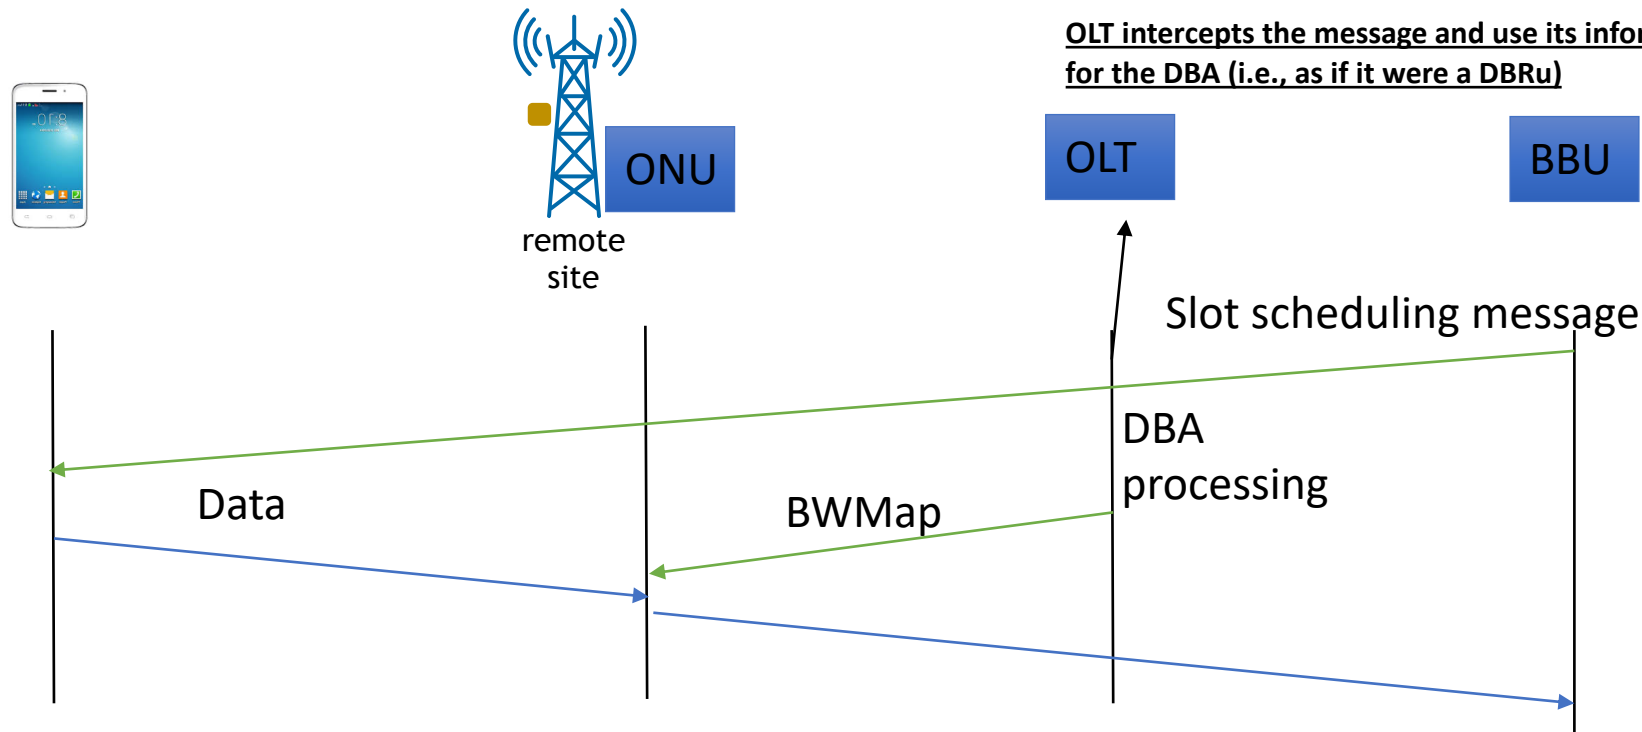 OLT intercepts the message and use its
for the DBA (i.e., as if it were a DBRu)
ONU
OLT
BBU
remote
site
Slot scheduling message
DBA
processing
Data
BWMap